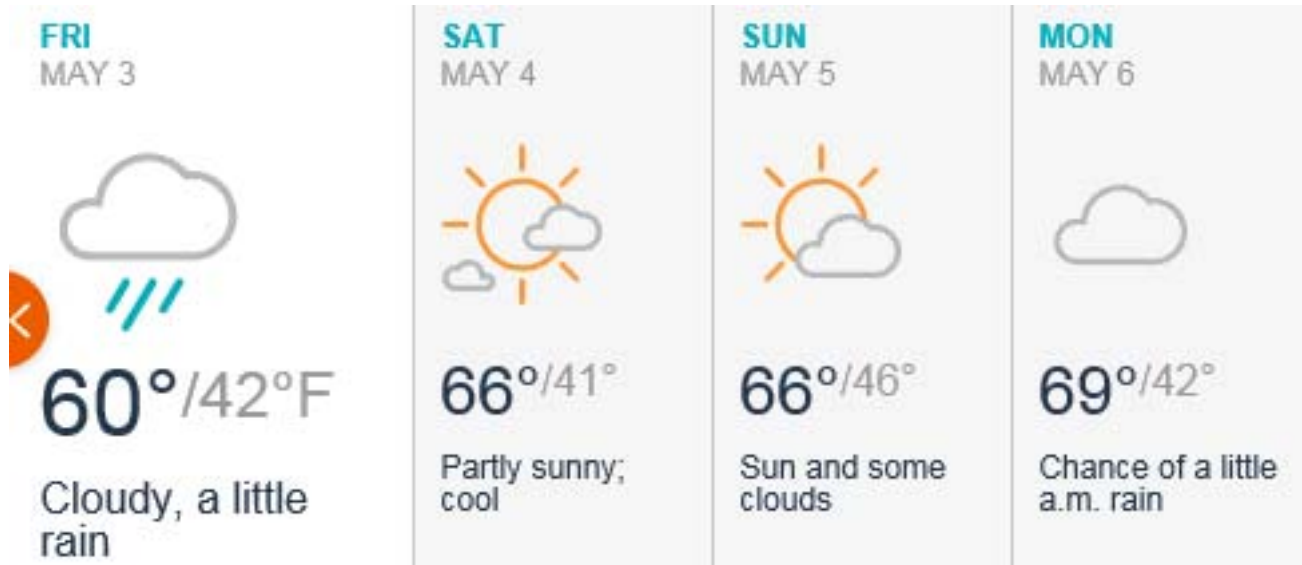 FRI
MAY 3
60°/42°F
Cloudy, a little
rain
SAT
MAY 4
66°/41°
Partly sunny;
cool
SUN
MAY 5
66°/46°
Sun and some
clouds
MON
MAY 6
69°/42°
Chance of a little
a.m. rain